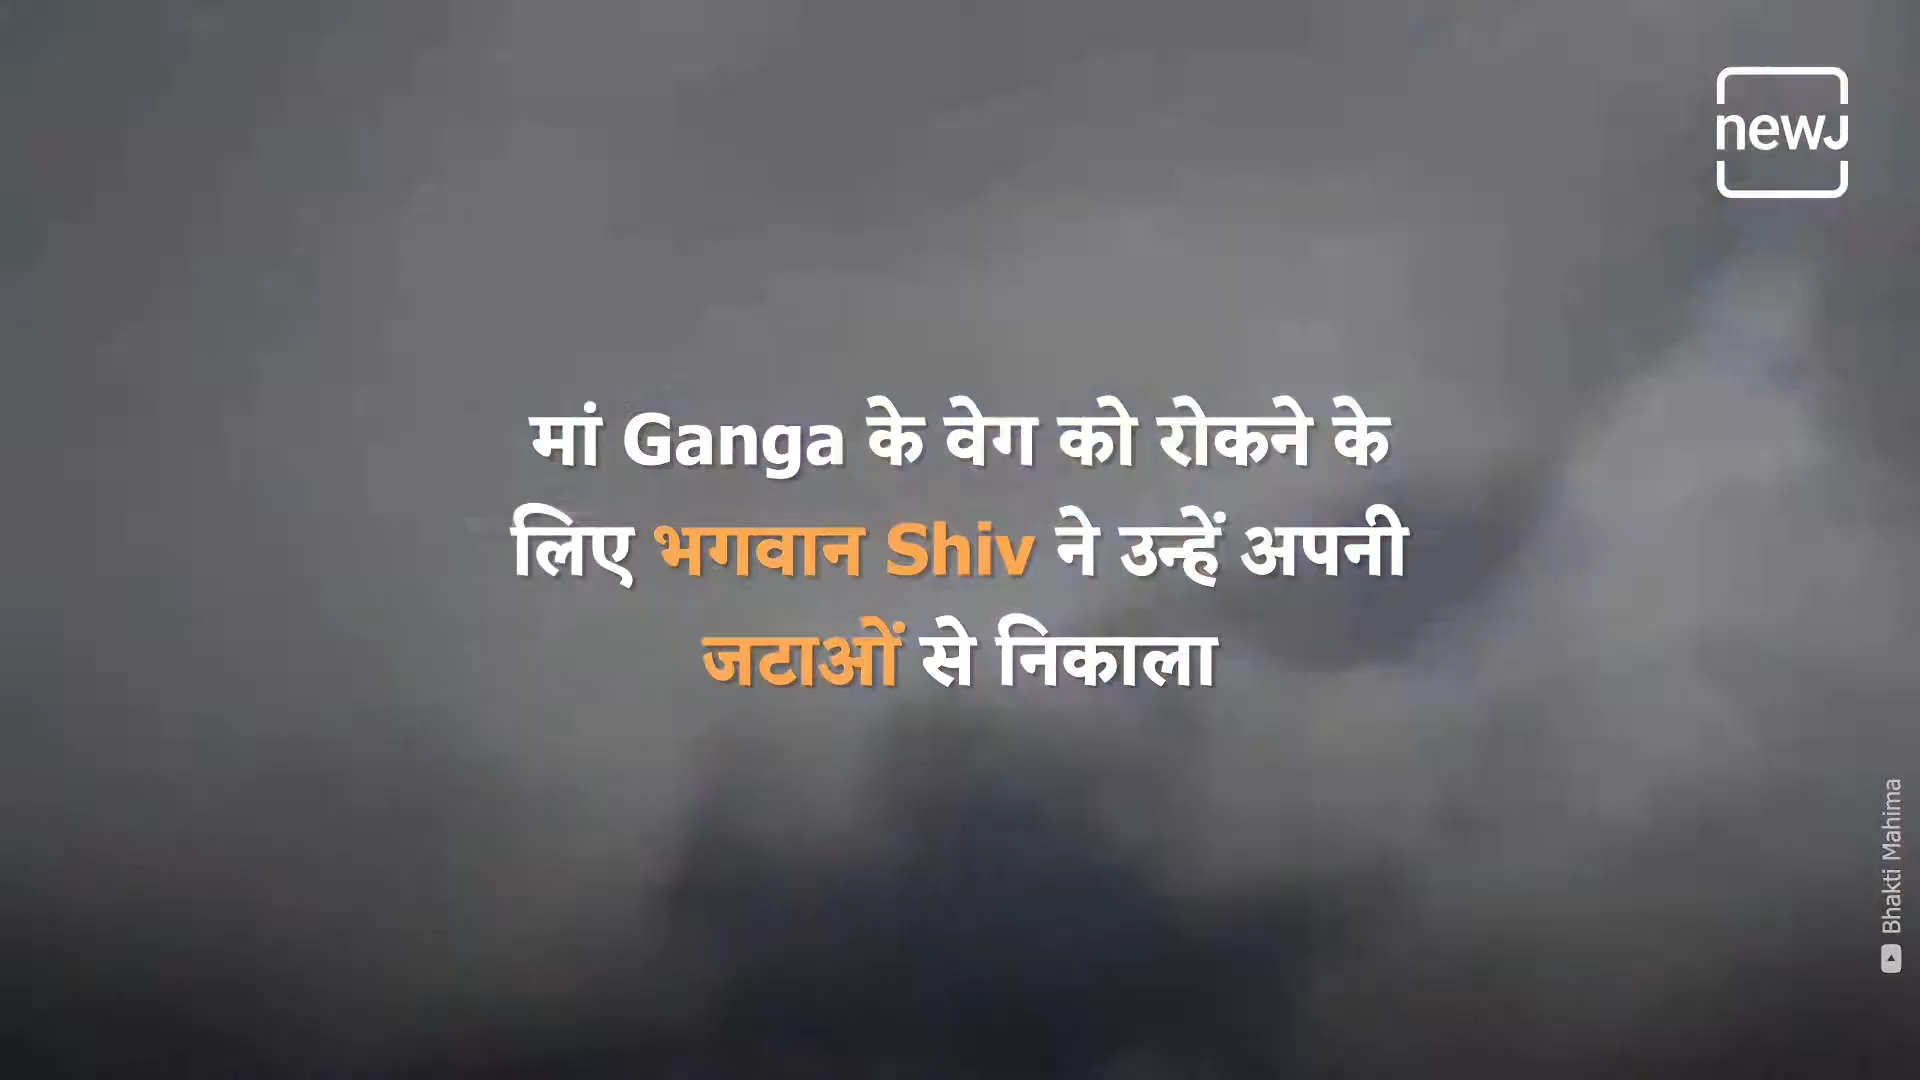 newJ
मां Ganga के वेग को रोकने के
लिए भगवान Shiv ने उन्हें अपनी
जटाओं से निकाला
Bhakti Mahima